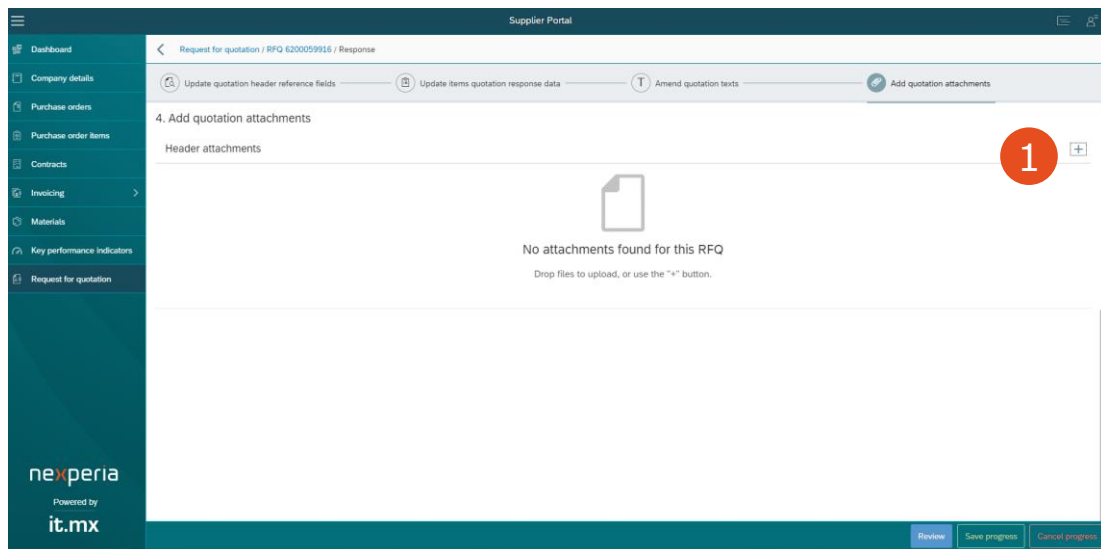 Supplier Portal
Dashboard
Company details
Purchase orders
Purchase order items
Contracts
Invoicing
Materials
Key performance indicators
Request for quotation
nexperia
Powered by
it.mx
Request for quotation / RFQ 6200059916 / Response
Update quotation header reference fields
Update items quotation response data
T Amend quotation texts
Add quotation attachments
4. Add quotation attachments
Header attachments
1
+
No attachments found for this RFQ
Drop files to upload, or use the "+" button.
Review
Save progress
Cancel progress